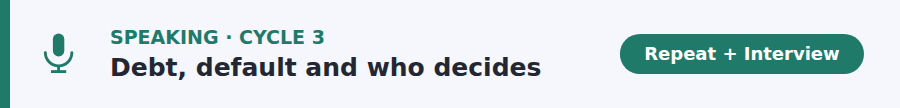 SPEAKING · CYCLE 3
Debt, default and who decides
Repeat + Interview